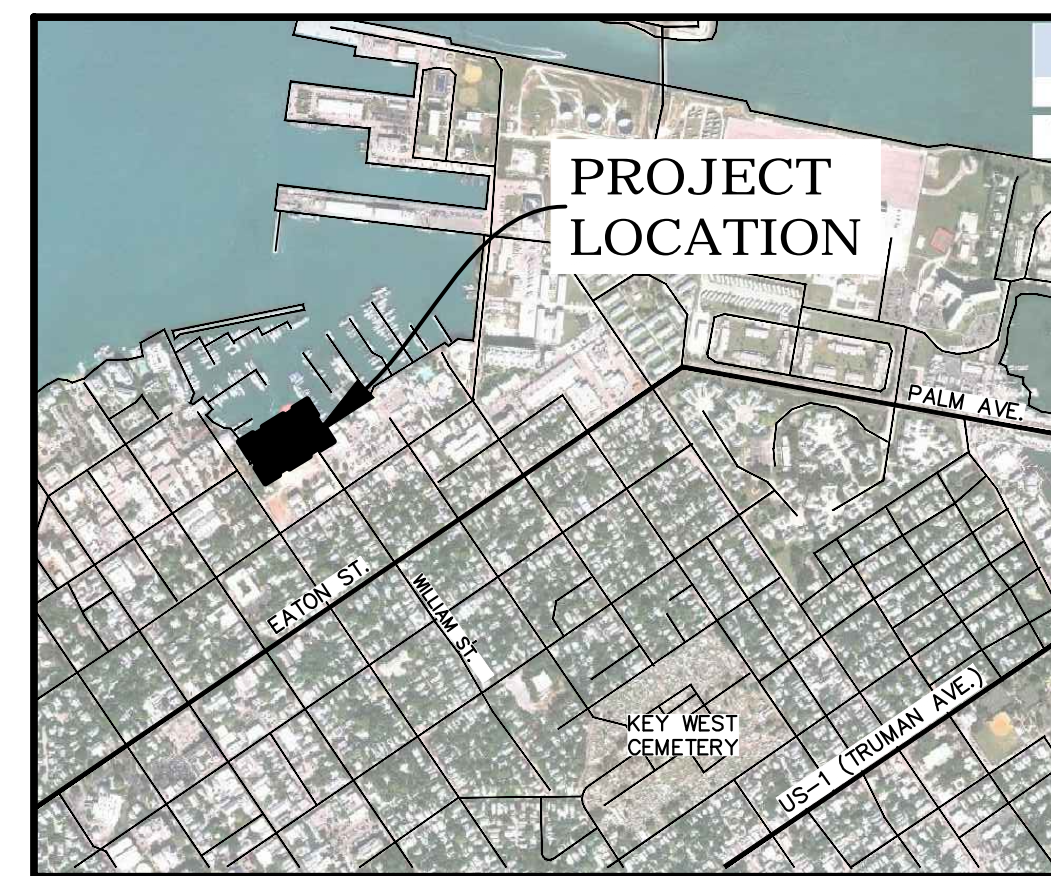 PROJECT
LOCATION
PALM AVE.
EATON ST.
WILLIAM ST.
KEY WEST
CEMETERY
US-1 (TRUMAN AVE.)